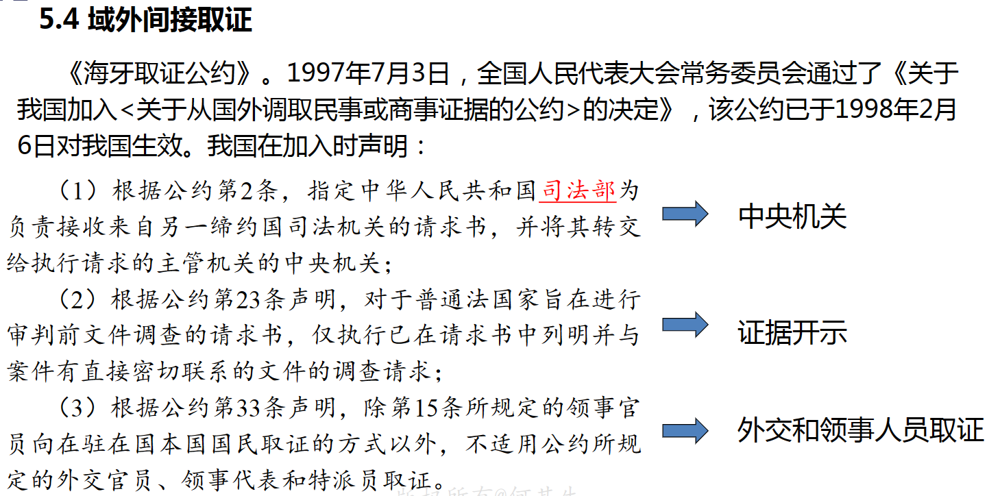 5.4 域外间接取证
《海牙取证公约》。1997年7月3日，全国人民代表大会常务委员会通过了《关于
我国加入<关于从国外调取民事或商事证据的公约>的决定》，该公约已于1998年2月
6日对我国生效。我国在加入时声明：
（1）根据公约第2条，指定中华人民共和国司法部为
负责接收来自另一缔约国司法机关的请求书，并将其转交
给执行请求的主管机关的中央机关；
中央机关
（2）根据公约第23条声明，对于普通法国家旨在进行
审判前文件调查的请求书，仅执行已在请求书中列明并与
案件有直接密切联系的文件的调查请求；
证据开示
（3）根据公约第33条声明，除第15条所规定的领事官
员向在驻在国本国国民取证的方式以外，不适用公约所规
定的外交官员、领事代表和特派员取证。
外交和领事人员取证